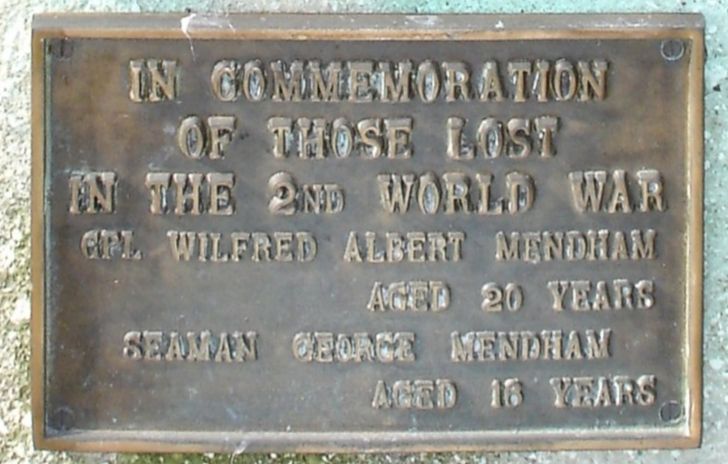 IN COMMEMORATION
OF THOSE LOST
IN THE 2ND WORLD WAR
CPL WILFRED ALBERT MENDHAM
AGED 20 YEARS
SEAMAN GEORGE MENDHAM
AGED 18 YEARS